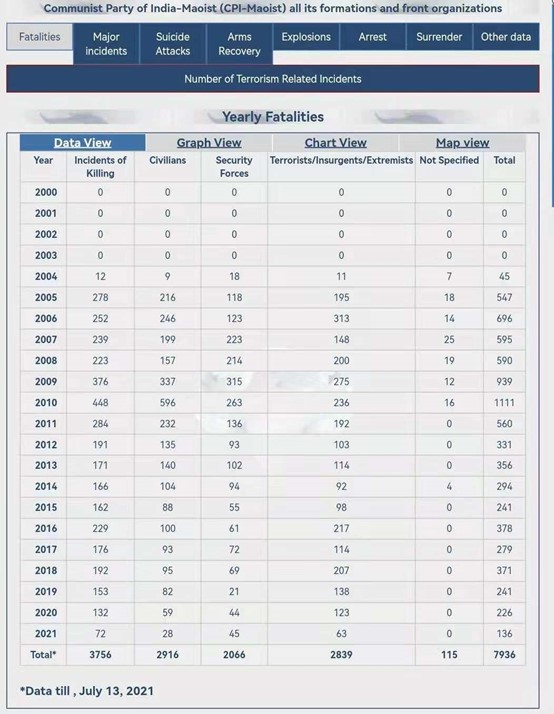 Communist Party of India-Maoist (CPI-Maoist) all its formations and front organizations
Fatalities Major incidents Suicide Attacks Arms Recovery Explosions Arrest Surrender Other data
Number of Terrorism Related Incidents
Yearly Fatalities
Data View Graph View Chart View Map view
Year Incidents of Killing Civilians Security Forces Terrorists/Insurgents/Extremists Not Specified Total
2000 0 0 0 0 0 0
2001 0 0 0 0 0 0
2002 0 0 0 0 0 0
2003 0 0 0 0 0 0
2004 12 9 18 11 7 45
2005 278 216 118 195 18 547
2006 252 246 123 313 14 696
2007 239 199 223 148 25 595
2008 223 157 214 200 19 590
2009 376 337 315 275 12 939
2010 448 596 263 236 16 1111
2011 284 232 136 192 0 560
2012 191 135 93 103 0 331
2013 171 140 102 114 0 356
2014 166 104 94 92 4 294
2015 162 88 55 98 0 241
2016 229 100 61 217 0 378
2017 176 93 72 114 0 279
2018 192 95 69 207 0 371
2019 153 82 21 138 0 241
2020 132 59 44 123 0 226
2021 72 28 45 63 0 136
Total* 3756 2916 2066 2839 115 7936
*Data till , July 13, 2021